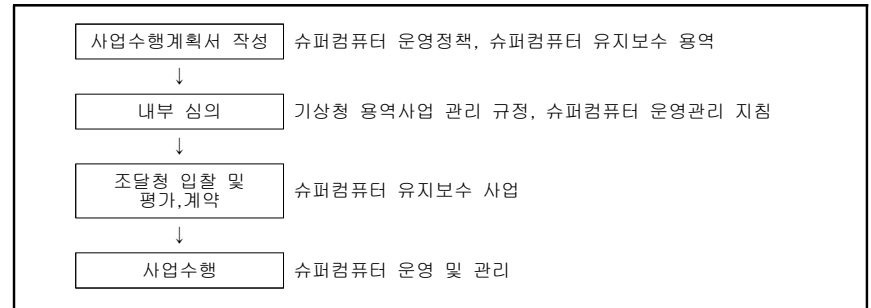 사업수행계획서 작성 슈퍼컴퓨터 운영정책, 슈퍼컴퓨터 유지보수 용역
↓
내부 심의 기상청 용역사업 관리 규정, 슈퍼컴퓨터 운영관리 지침
↓
조달청 입찰 및
평가,계약
슈퍼컴퓨터 유지보수 사업
↓
사업수행 슈퍼컴퓨터 운영 및 관리